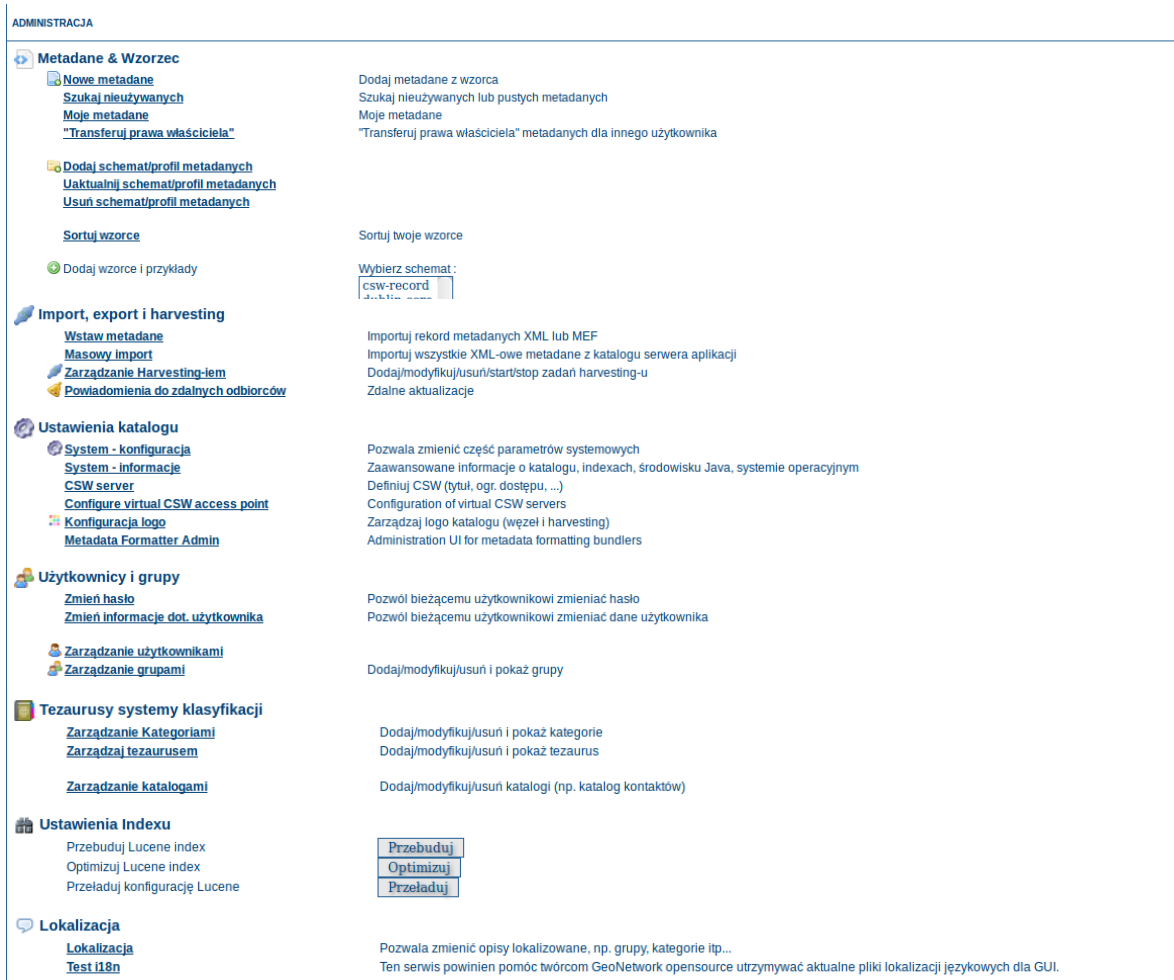 ADMINISTRACJA
Metadane & Wzorzec
Nowe metadane Dodaj metadane z wzorca
Szukaj nieużywanych Szukaj nieużywanych lub pustych metadanych
Moje metadane Moje metadane
"Transferuj prawa właściciela" "Transferuj prawa właściciela" metadanych dla innego użytkownika
Dodaj schemat/profil metadanych
Uaktualnij schemat/profil metadanych
Usuń schemat/profil metadanych
Sortuj wzorce Sortuj twoje wzorce
Dodaj wzorce i przykłady Wybierz schemat :
csw-record
dublin-core
Import, export i harvesting
Wstaw metadane Importuj rekord metadanych XML lub MEF
Masowy import Importuj wszystkie XML-owe metadane z katalogu serwera aplikacji
Zarządzanie Harvesting-iem Dodaj/modyfikuj/usuń/start/stop zadań harvesting-u
Powiadomienia do zdalnych odbiorców Zdalne aktualizacje
Ustawienia katalogu
System - konfiguracja Pozwala zmienić część parametrów systemowych
System - informacje Zaawansowane informacje o katalogu, indexach, środowisku Java, systemie operacyjnym
CSW server Definiuj CSW (tytuł, ogr. dostępu, ...)
Configure virtual CSW access point Configuration of virtual CSW servers
Konfiguracja logo Zarządzaj logo katalogu (węzeł i harvesting)
Metadata Formatter Admin Administration UI for metadata formatting bundlers
Użytkownicy i grupy
Zmień hasło Pozwól bieżącemu użytkownikowi zmieniać hasło
Zmień informacje dot. użytkownika Pozwól bieżącemu użytkownikowi zmieniać dane użytkownika
Zarządzanie użytkownikami
Zarządzanie grupami Dodaj/modyfikuj/usuń i pokaż grupy
Tezaurusy systemy klasyfikacji
Zarządzanie Kategoriami Dodaj/modyfikuj/usuń i pokaż kategorie
Zarządzaj tezaurusem Dodaj/modyfikuj/usuń i pokaż tezaurus
Zarządzanie katalogami Dodaj/modyfikuj/usuń katalogi (np. katalog kontaktów)
Ustawienia Indexu
Przebuduj Lucene index Przebuduj
Optimizuj Lucene index Optimizuj
Przeładuj konfigurację Lucene Przeładuj
Lokalizacja
Lokalizacja Pozwala zmienić opisy lokalizowane, np. grupy, kategorie itp...
Test i18n Ten serwis powinien pomóc twórcom GeoNetwork opensource utrzymywać aktualne pliki lokalizacji językowych dla GUI.